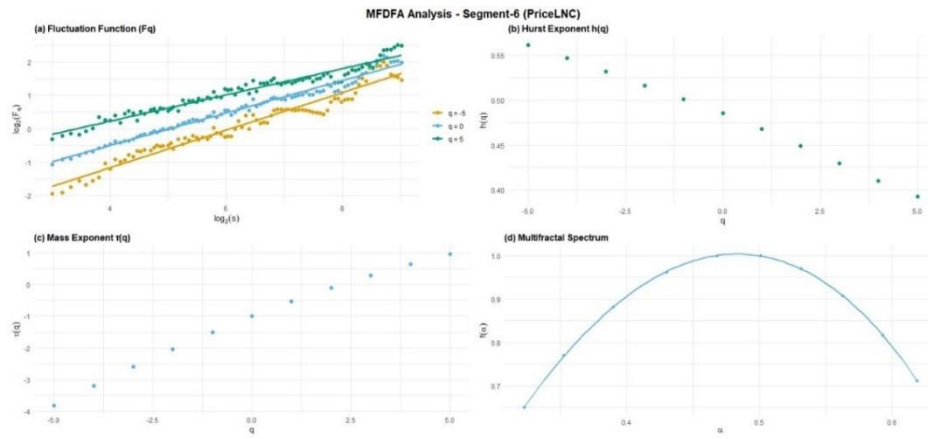 MFDFA Analysis - Segment-6 (PriceLNC)
(a) Fluctuation Function (Fq)
log₂(Fq)
2
1
0
-1
-2
4
6
8
log₂(s)
q = -5
q = 0
q = 5
(b) Hurst Exponent h(q)
h(q)
0.55
0.50
0.45
0.40
-5.0
-2.5
0.0
2.5
5.0
q
(c) Mass Exponent τ(q)
τ(q)
1
0
-1
-2
-3
-4
-5.0
-2.5
0.0
2.5
5.0
q
(d) Multifractal Spectrum
f(α)
1.0
0.9
0.8
0.7
0.4
0.5
0.6
α